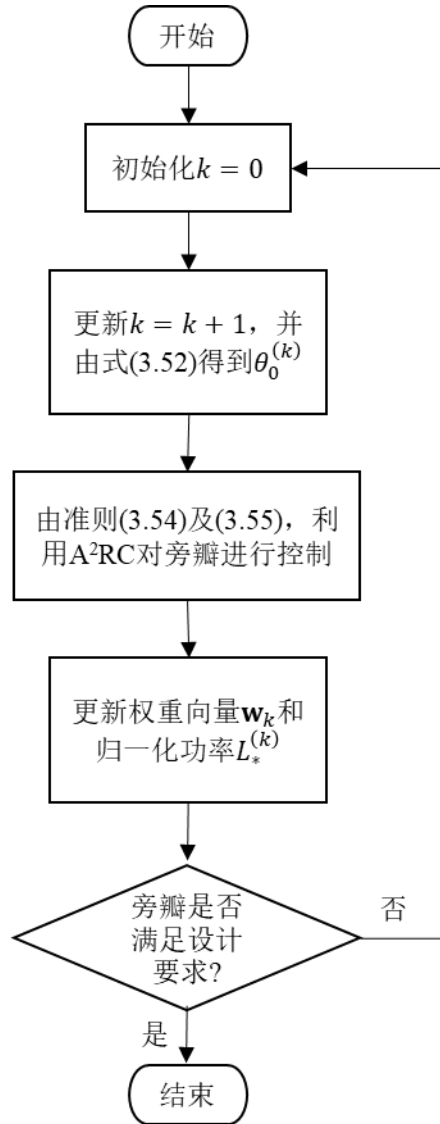 开始
初始化k = 0
更新k = k + 1，并
由式(3.52)得到θ₀⁽ᵏ⁾
由准则(3.54)及(3.55)，利
用A²RC对旁瓣进行控制
更新权重向量𝐰ₖ和
归一化功率L⁎⁽ᵏ⁾
旁瓣是否
满足设计
要求?
否
是
结束